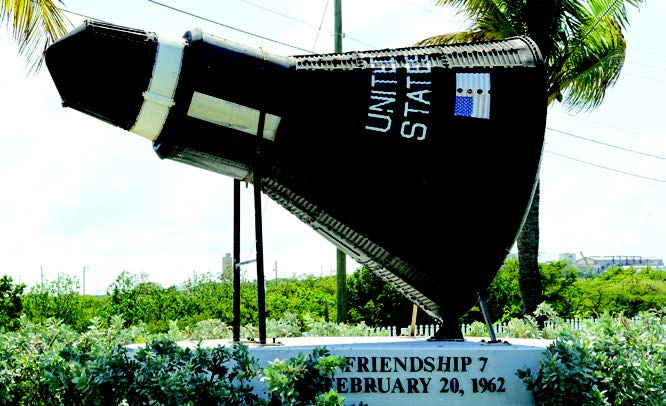 UNITED
STATES
FRIENDSHIP 7
FEBRUARY 20, 1962